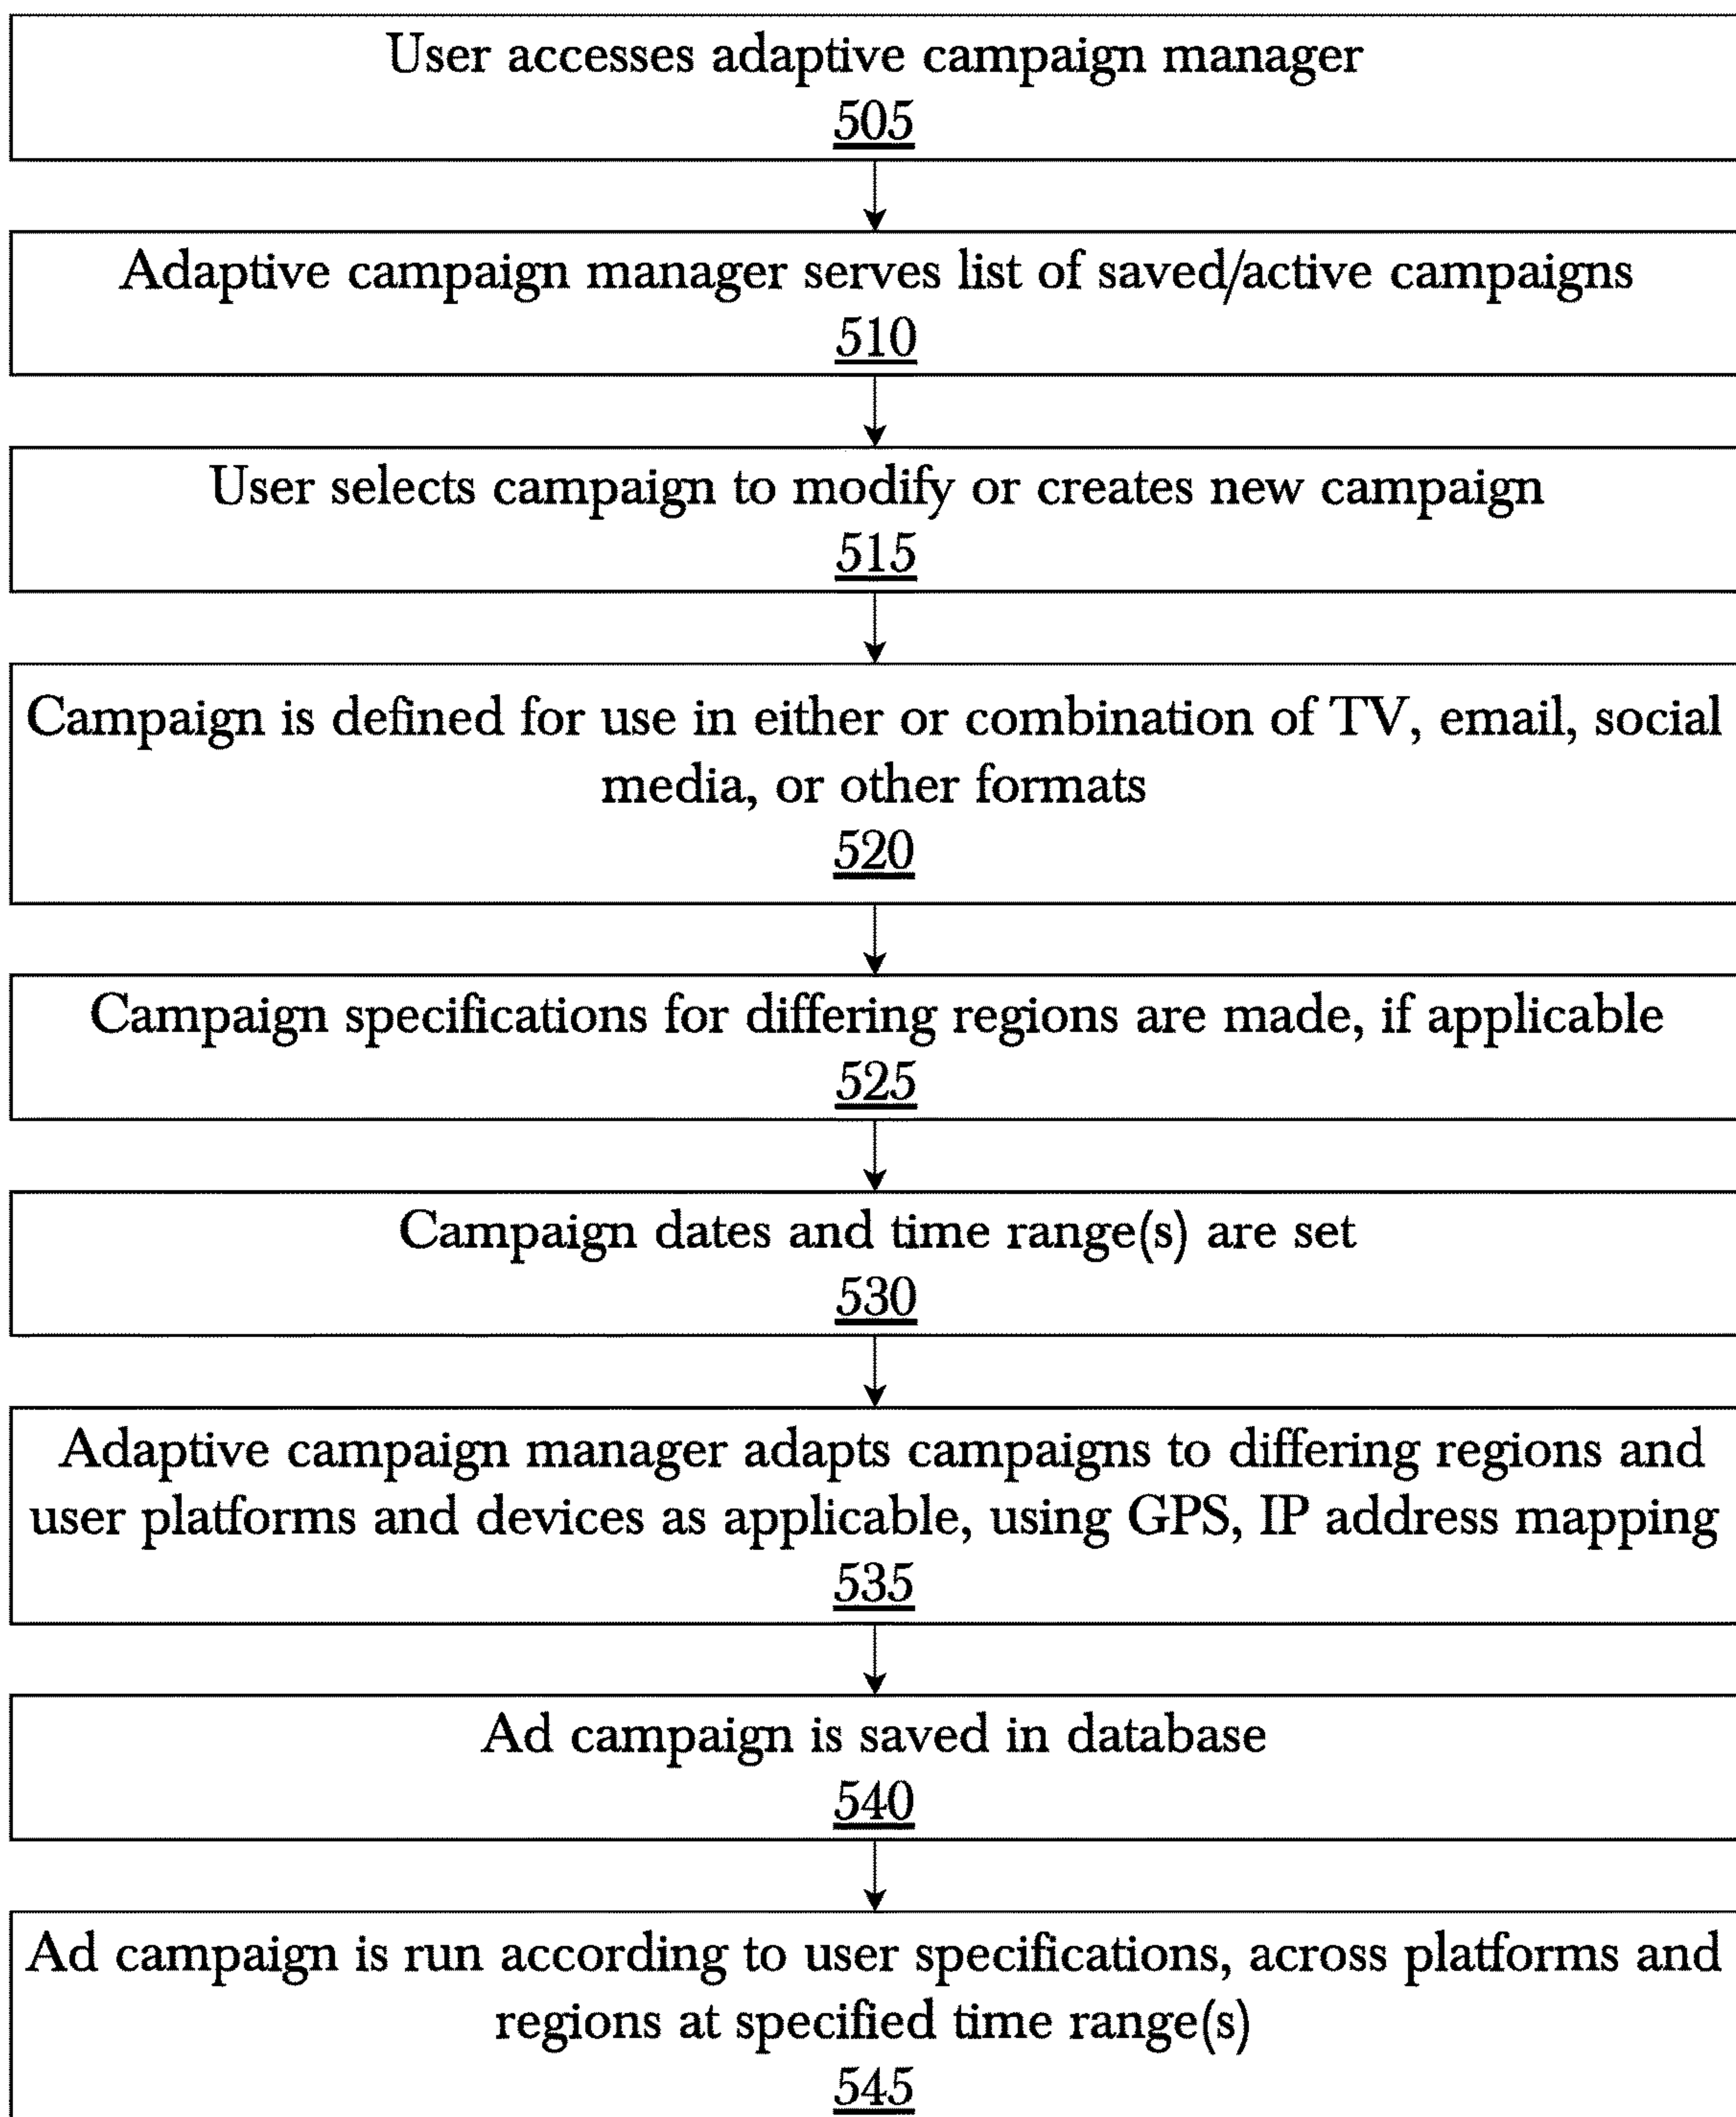 User accesses adaptive campaign manager
505
Adaptive campaign manager serves list of saved/active campaigns
510
User selects campaign to modify or creates new campaign
515
Campaign is defined for use in either or combination of TV, email, social
media, or other formats
520
Campaign specifications for differing regions are made, if applicable
525
Campaign dates and time range(s) are set
530
Adaptive campaign manager adapts campaigns to differing regions and
user platforms and devices as applicable, using GPS, IP address mapping
535
Ad campaign is saved in database
540
Ad campaign is run according to user specifications, across platforms and
regions at specified time range(s)
545